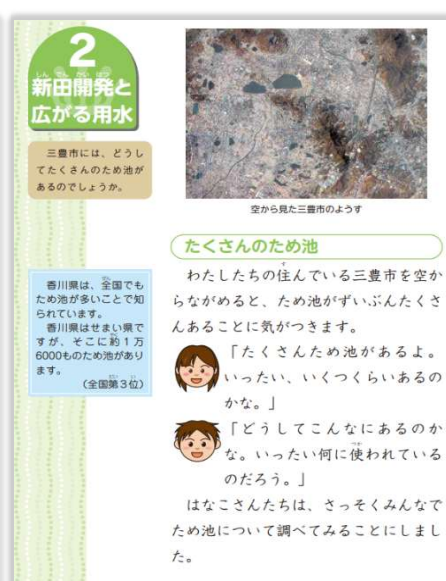 2
新田開発と
広がる用水
三豊市には、どうし
てたくさんのため池が
あるのでしょうか。
空から見た三豊市のようす
たくさんのため池
香川県は、全国でも
ため池が多いことで知
られています。
香川県はせまい県で
すが、そこに約1万
6000ものため池があり
ます。
(全国第3位)
わたしたちの住んでいる三豊市を空か
らながめると、ため池がずいぶんたくさ
んあることに気がつきます。
「たくさんため池があるよ。
いったい、いくつくらいあるの
かな。」
「どうしてこんなにあるのか
な。いったい何に使われている
のだろう。」
はなこさんたちは、さっそくみんなで
ため池について調べてみることにしまし
た。